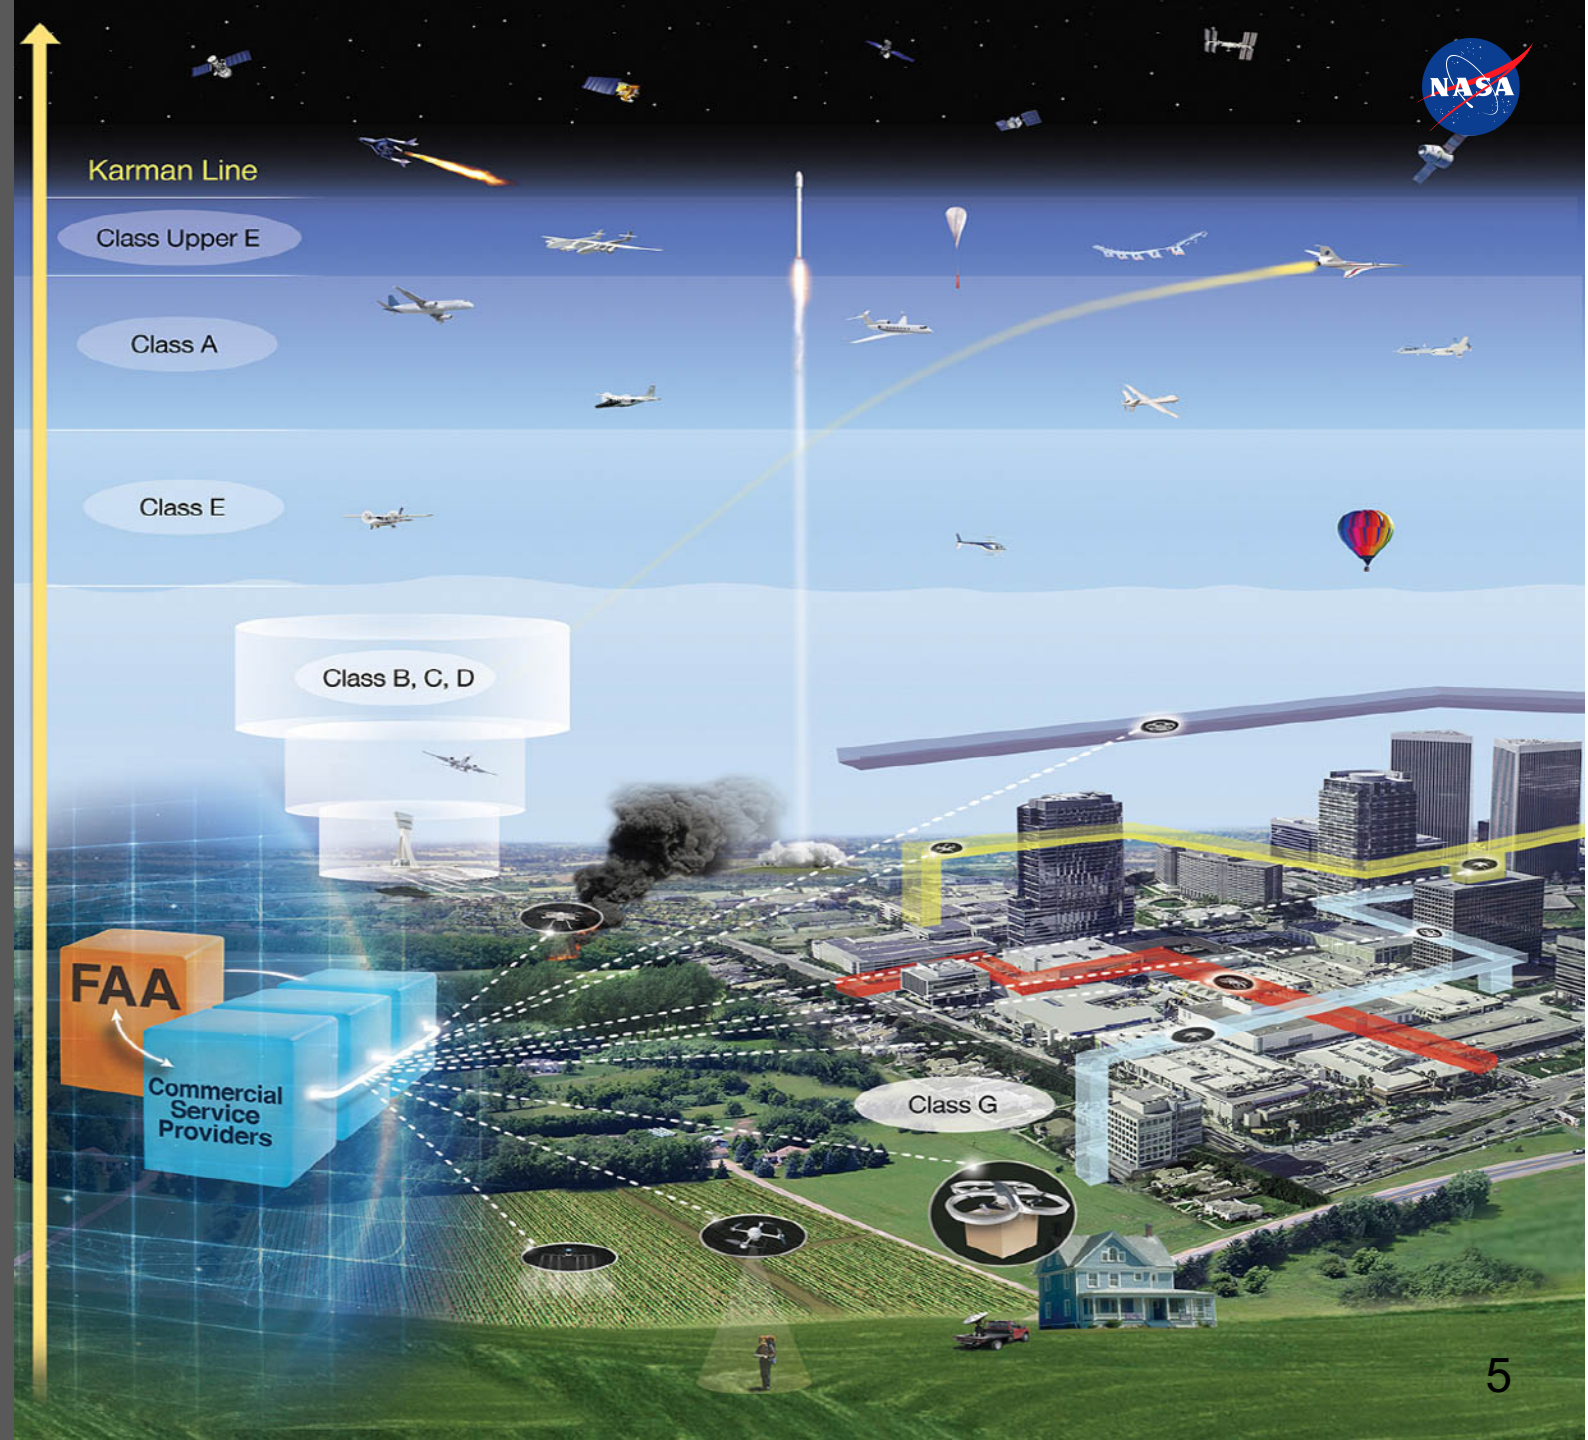 NASA
Karman Line
Class Upper E
Class A
Class E
Class B, C, D
FAA
Commercial
Service
Providers
Class G
5